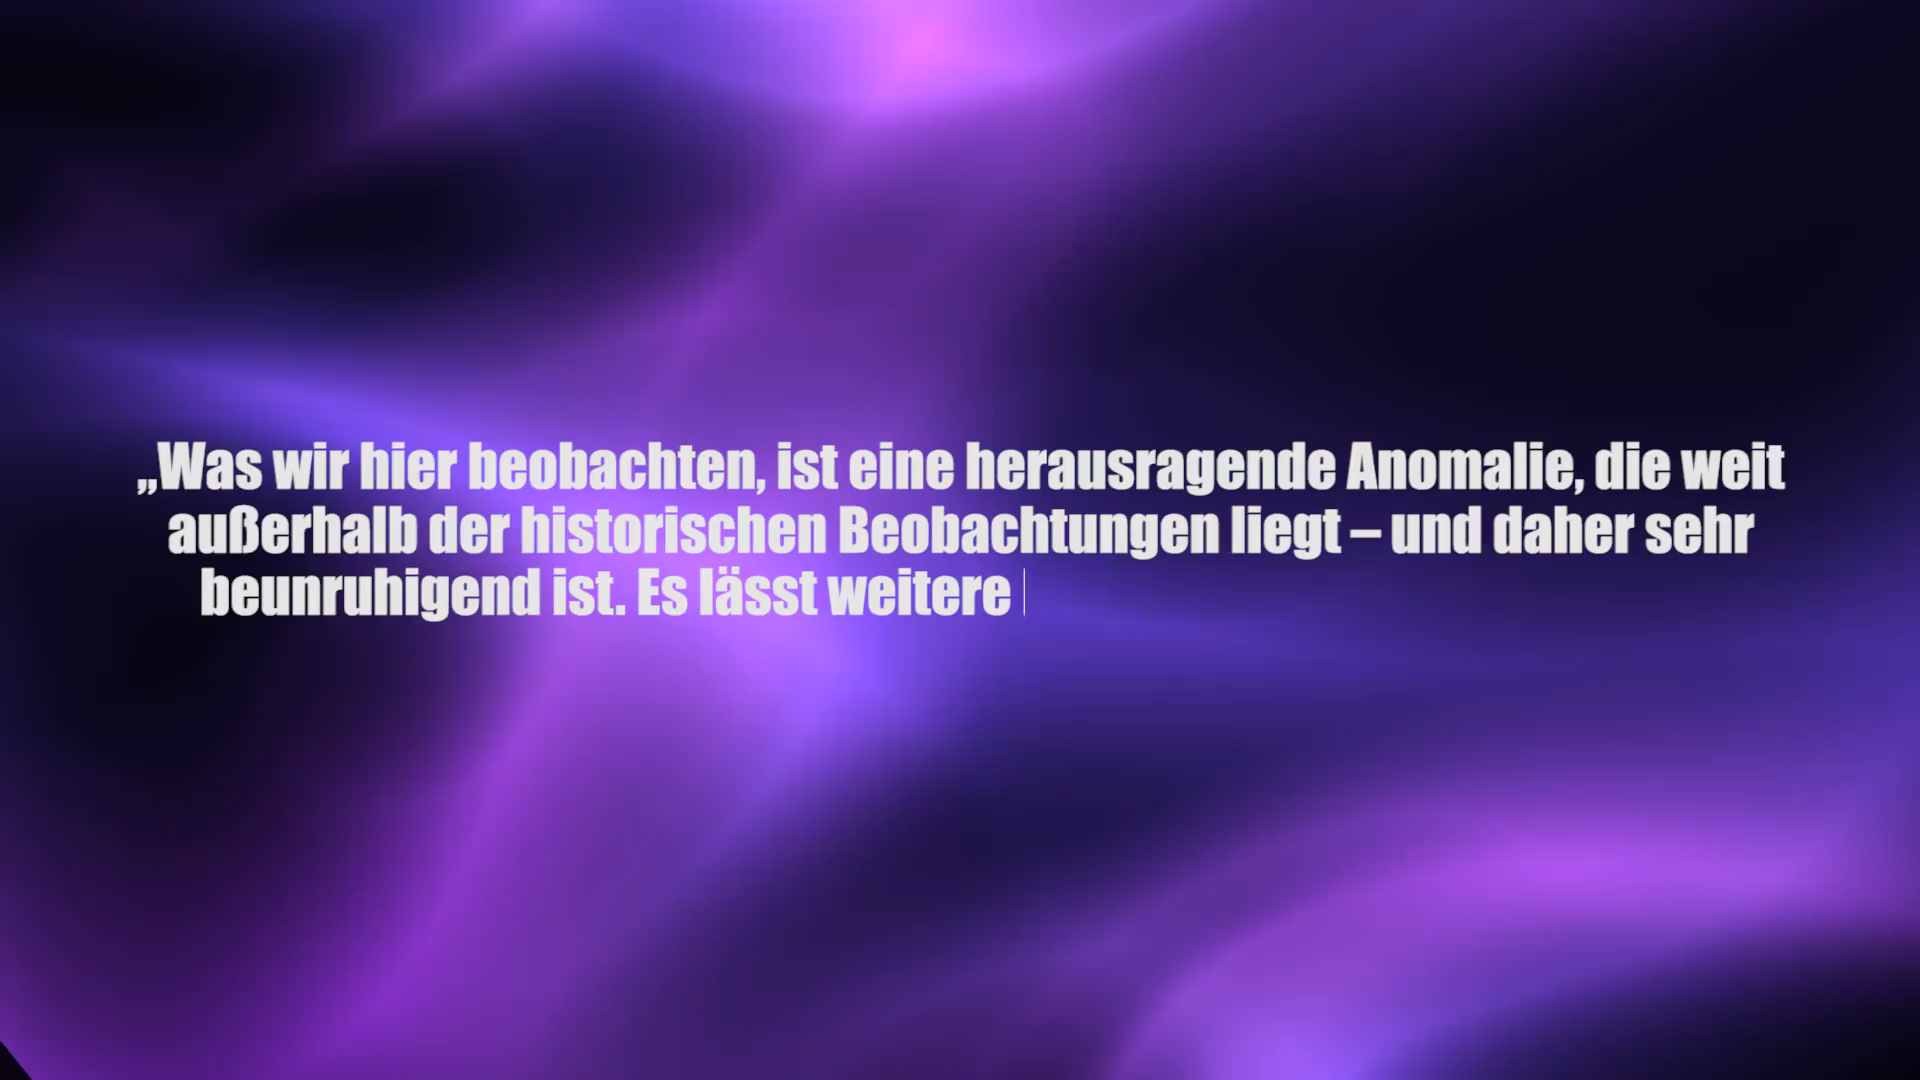 „Was wir hier beobachten, ist eine herausragende Anomalie, die weit
außerhalb der historischen Beobachtungen liegt – und daher sehr
beunruhigend ist. Es lässt weitere